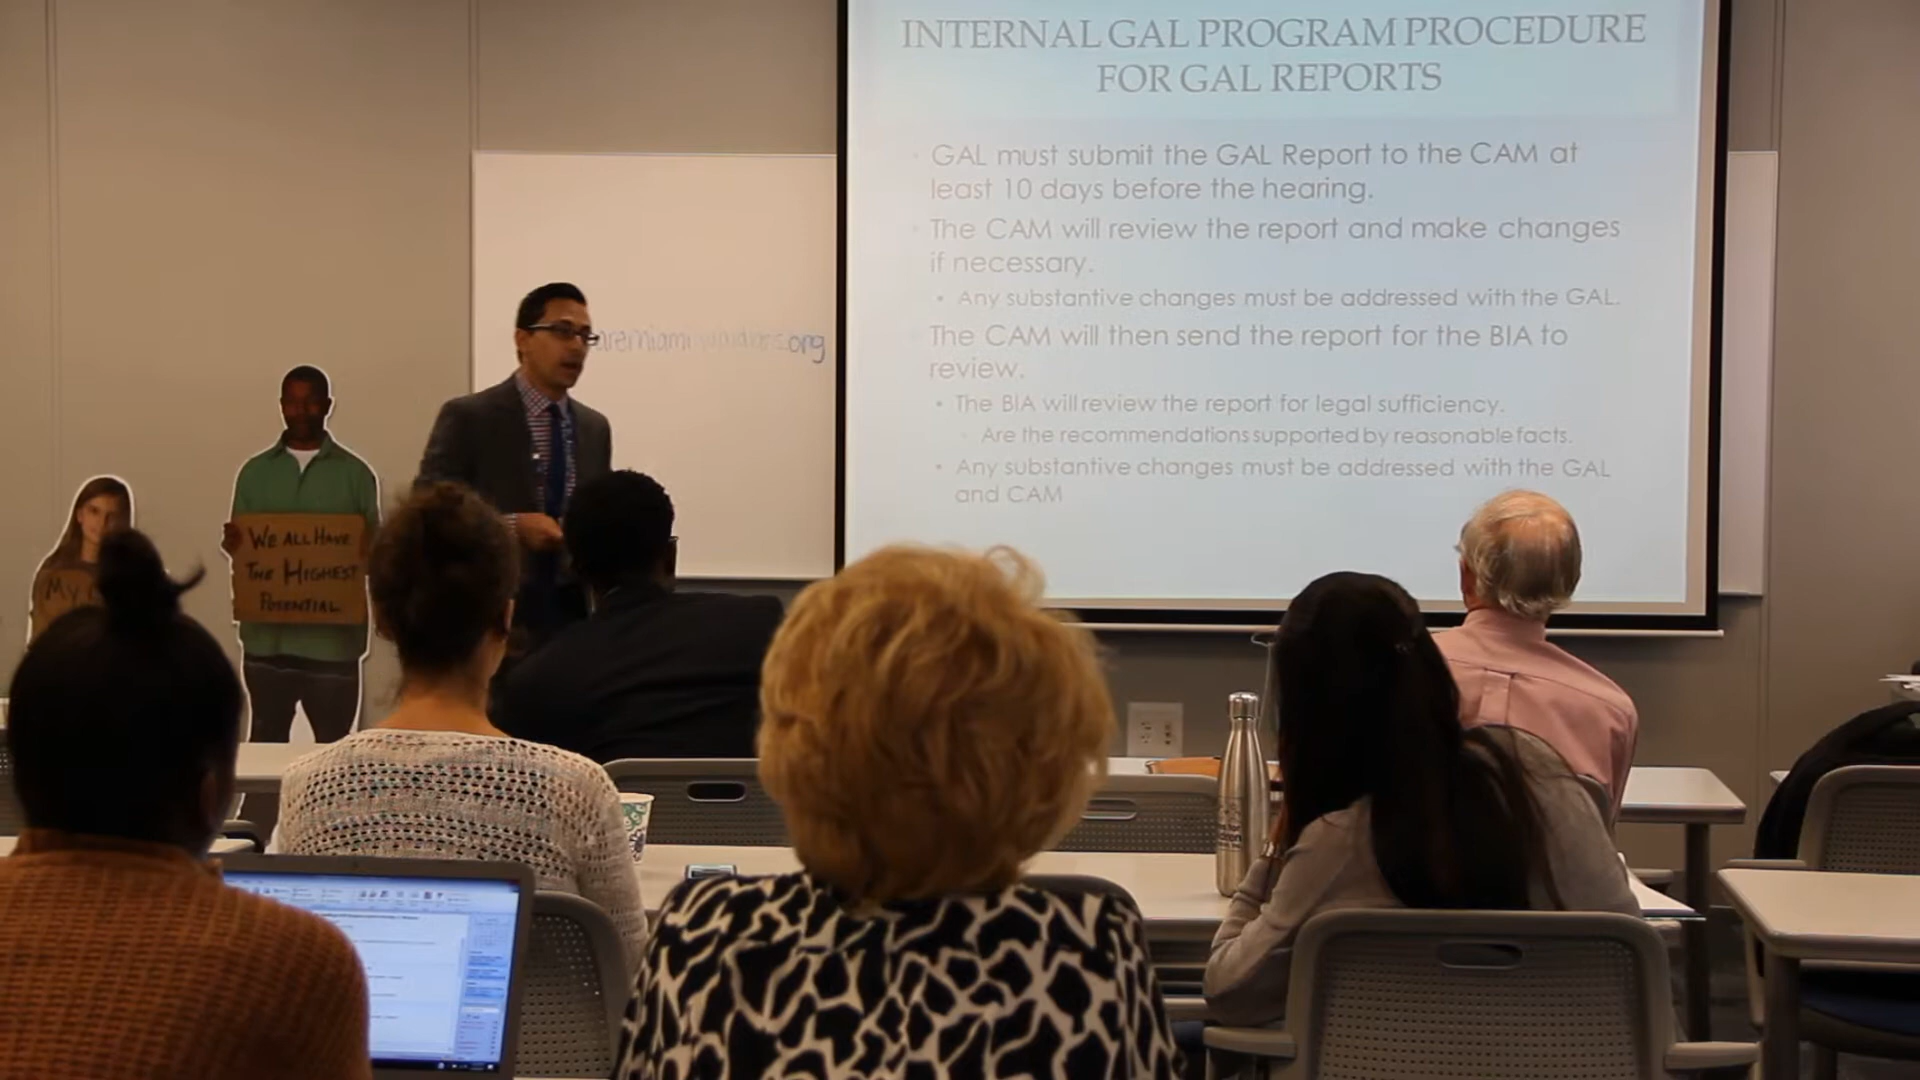 INTERNAL GAL PROGRAM PROCEDURE
FOR GAL REPORTS
GAL must submit the GAL Report to the CAM at
least 10 days before the hearing.
The CAM will review the report and make changes
if necessary.
• Any substantive changes must be addressed with the GAL.
The CAM will then send the report for the BIA to
review.
• The BIA will review the report for legal sufficiency.
Are the recommendations supported by reasonable facts.
• Any substantive changes must be addressed with the GAL
and CAM
WE ALL HAVE
THE HIGHEST
POTENTIAL
MY